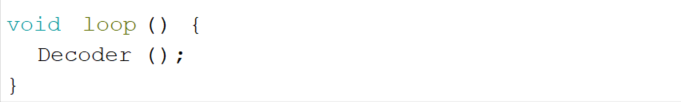 void loop () {
  Decoder ();
}